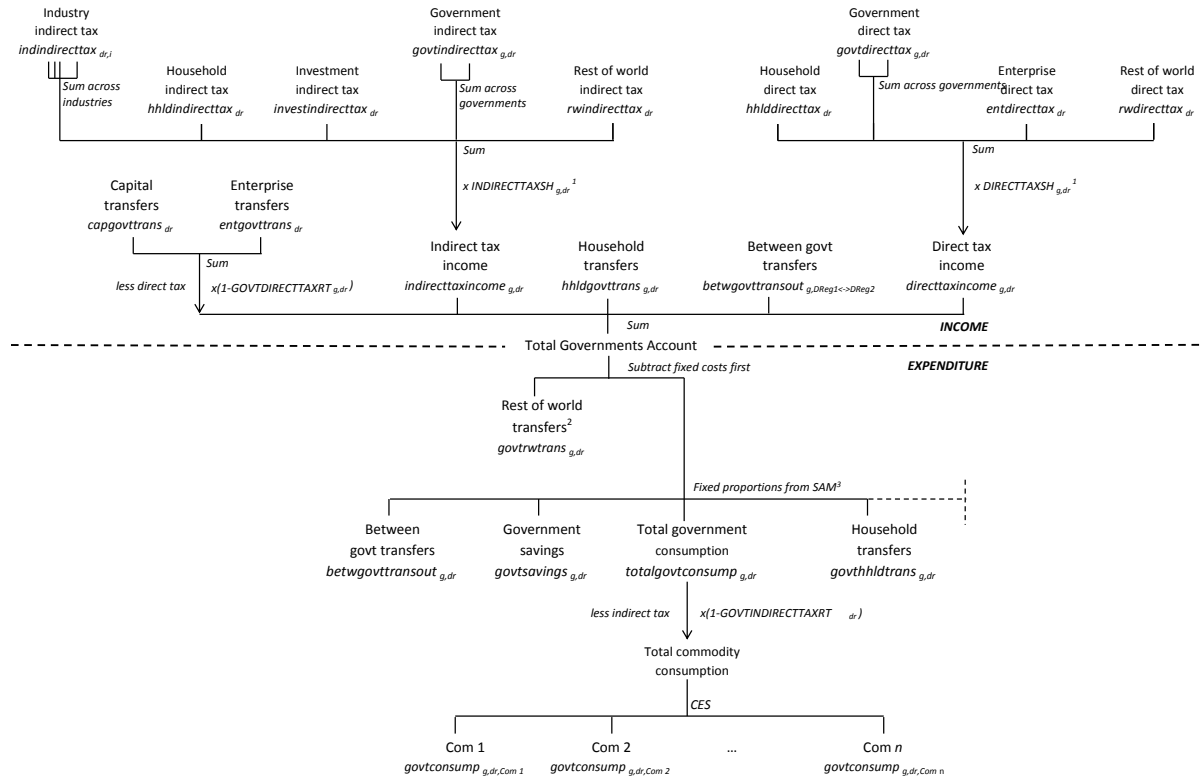 Industry
indirect tax
indindirecttax dr,i
Government
indirect tax
govtindirecttax g,dr
Government
direct tax
govtdirecttax g,dr
Sum across
industries
Household
indirect tax
hhldindirecttax dr
Investment
indirect tax
investindirecttax dr
Sum across
governments
Rest of world
indirect tax
rwindirecttax dr
Household
direct tax
hhlddirecttax dr
Sum across governments
Enterprise
direct tax
entdirecttax dr
Rest of world
direct tax
rwdirecttax dr
Sum
Sum
x INDIRECTTAXSH g,dr 1
x DIRECTTAXSH g,dr 1
Capital
transfers
capgovttrans dr
Enterprise
transfers
entgovttrans dr
Sum
less direct tax
x(1-GOVTDIRECTTAXRT g,dr)
Indirect tax
income
indirecttaxincome g,dr
Household
transfers
hhldgovttrans g,dr
Between govt
transfers
betwgovttransout g,DReg1<->DReg2
Direct tax
income
directtaxincome g,dr
Sum
INCOME
Total Governments Account
EXPENDITURE
Subtract fixed costs first
Rest of world
transfers2
govtrwtrans g,dr
Fixed proportions from SAM³
Between
govt transfers
betwgovttransout g,dr
Government
savings
govtsavings g,dr
Total government
consumption
totalgovtconsump g,dr
Household
transfers
govthhldtrans g,dr
less indirect tax
x(1-GOVTINDIRECTTAXRT dr)
Total commodity
consumption
CES
Com 1
govtconsump g,dr,Com 1
Com 2
govtconsump g,dr,Com 2
...
Com n
govtconsump g,dr,Com n